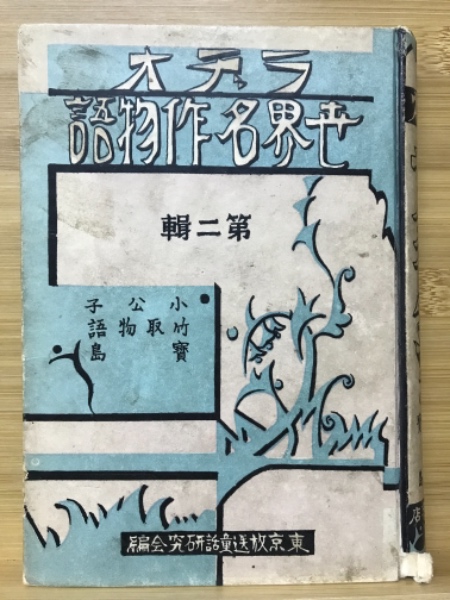 ラヂオ
世界名作物語
第二輯
小公子
竹取物語
寶島
東京放送童話研究会編